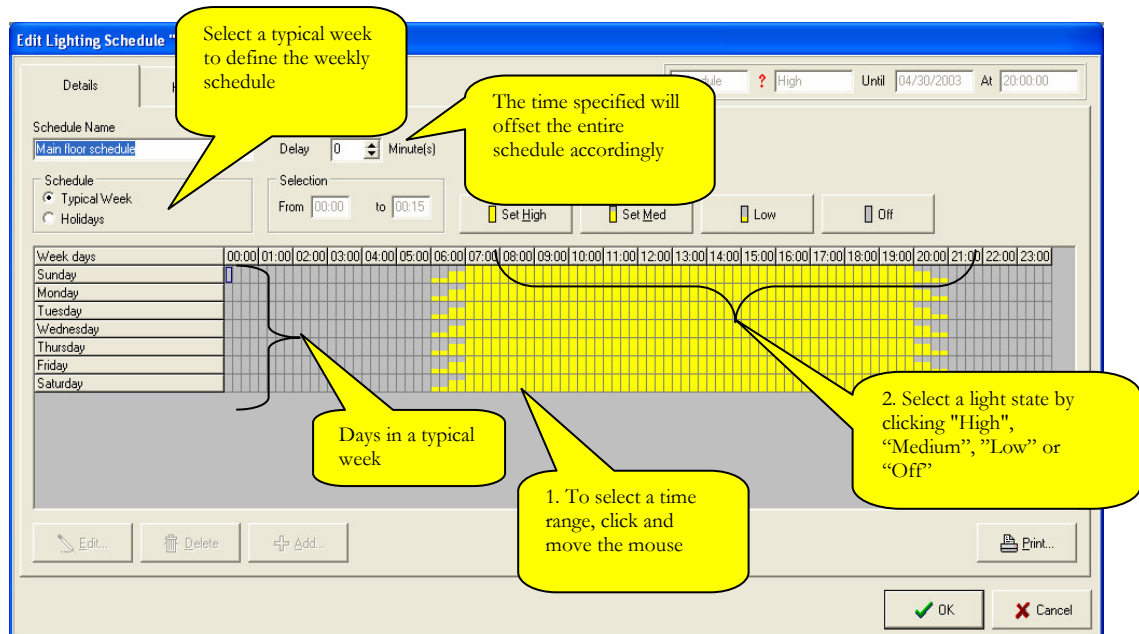 Edit Lighting Schedule "
Select a typical week
to define the weekly
schedule
Details
High
Until
04/30/2003
At
20:00:00
The time specified will
offset the entire
schedule accordingly
Schedule Name
Main floor schedule
Delay
0
Minute(s)
Schedule
Typical Week
Holidays
Selection
From
00:00
to
00:15
Set High
Set Med
Low
Off
Week days 00:00 01:00 02:00 03:00 04:00 05:00 06:00 07:00 08:00 09:00 10:00 11:00 12:00 13:00 14:00 15:00 16:00 17:00 18:00 19:00 20:00 21:00 22:00 23:00
Sunday
Monday
Tuesday
Wednesday
Thursday
Friday
Saturday
Days in a typical
week
1. To select a time
range, click and
move the mouse
2. Select a light state by
clicking "High",
“Medium”, ”Low” or
“Off”
Edit...
Delete
Add...
Print...
OK
Cancel